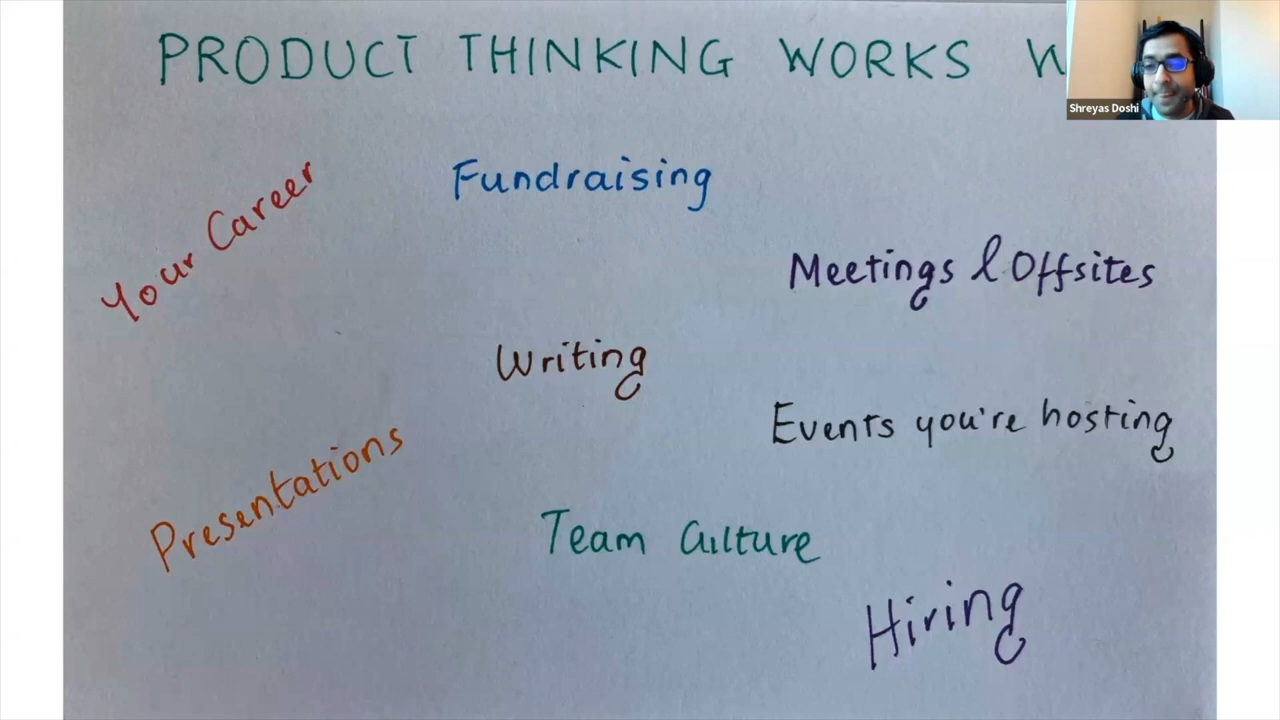 PRODUCT THINKING WORKS
Shreyas Doshi
Your Career
Fundraising
Meetings & Offsites
Writing
Events you're hosting
Presentations
Team Culture
Hiring